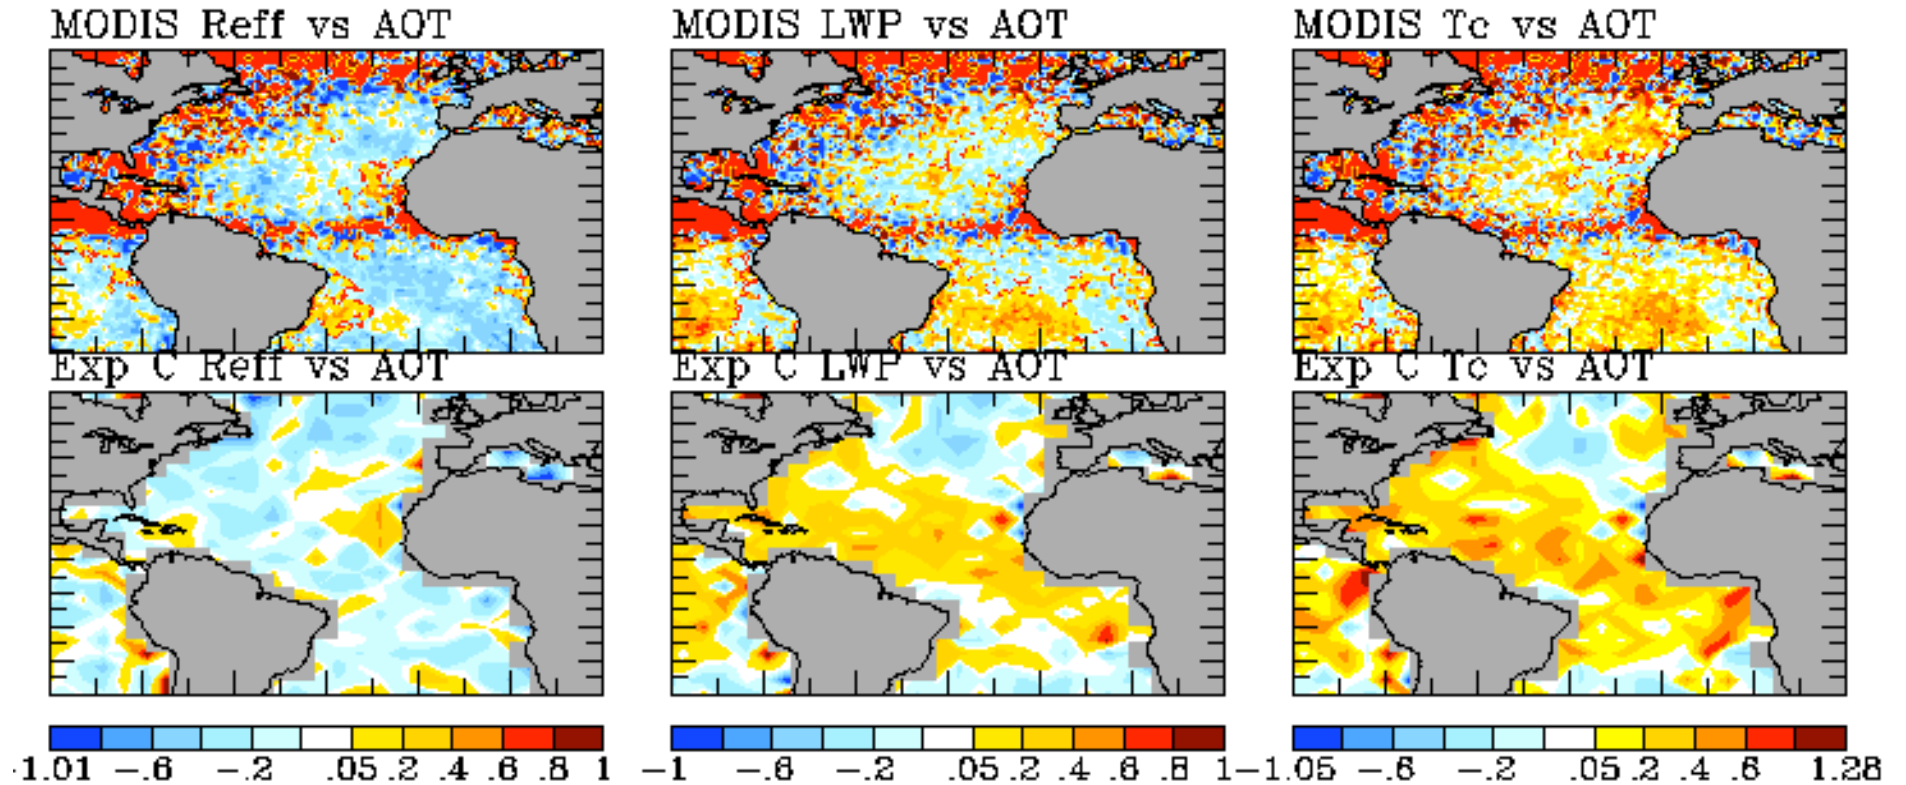 MODIS Reff vs AOT
MODIS LWP vs AOT
MODIS Tc vs AOT
Exp C Reff vs AOT
Exp C LWP vs AOT
Exp C Tc vs AOT
-1.01 -.6 -.2 .05 .2 .4 .6 .8 1
-1 -.6 -.2 .05 .2 .4 .6 .8 1
-1.05 -.6 -.2 .05 .2 .4 .6 1.28